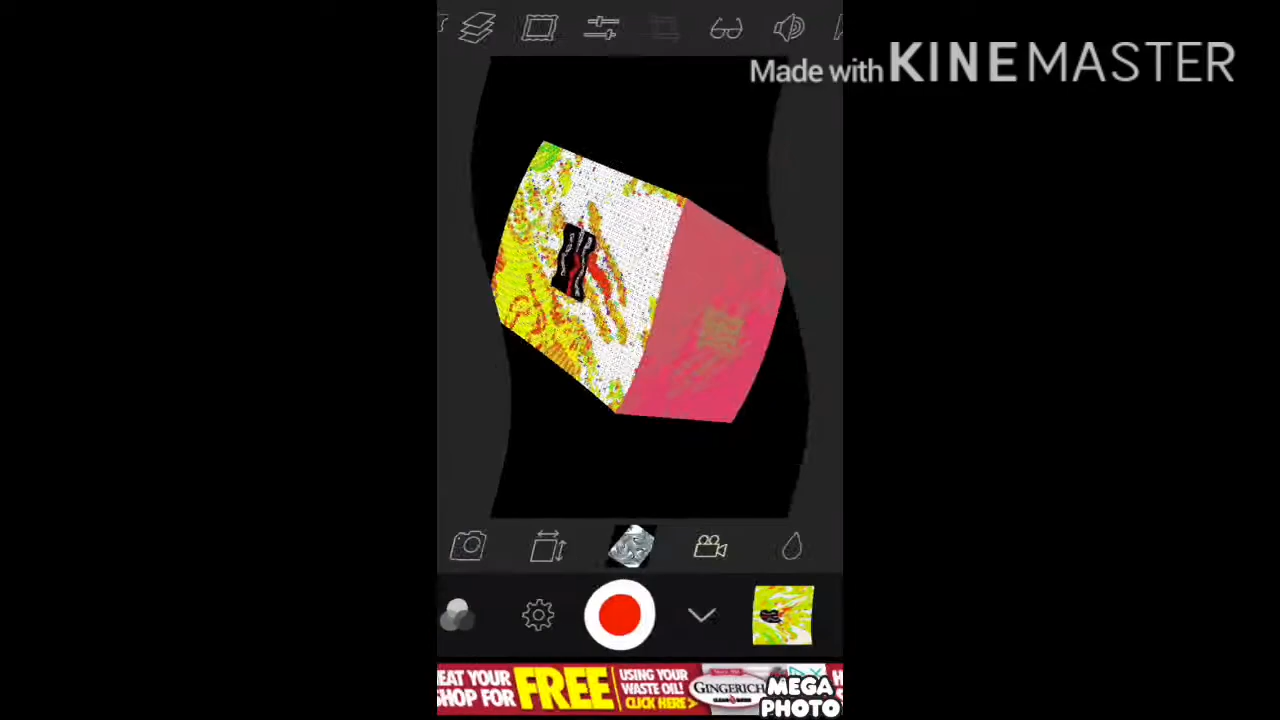 Made with KINEMASTER
EAT YOUR
SHOP FOR
FREE
USING YOUR
WASTE OIL!
CLICK HERE >
GINGERICH
MEGA
PHOTO